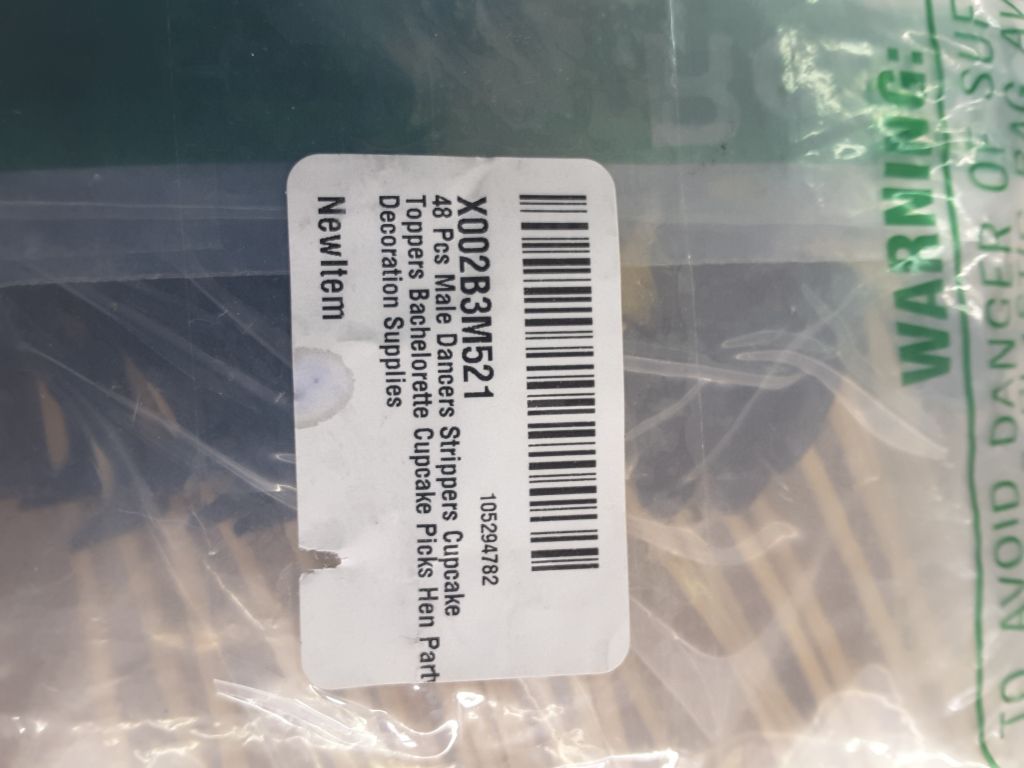 X002B3M521
105294782
48 Pcs Male Dancers Strippers Cupcake
Toppers Bachelorette Cupcake Picks Hen Part
Decoration Supplies
NewItem
WARNING:
TO AVOID DANGER OF SUF